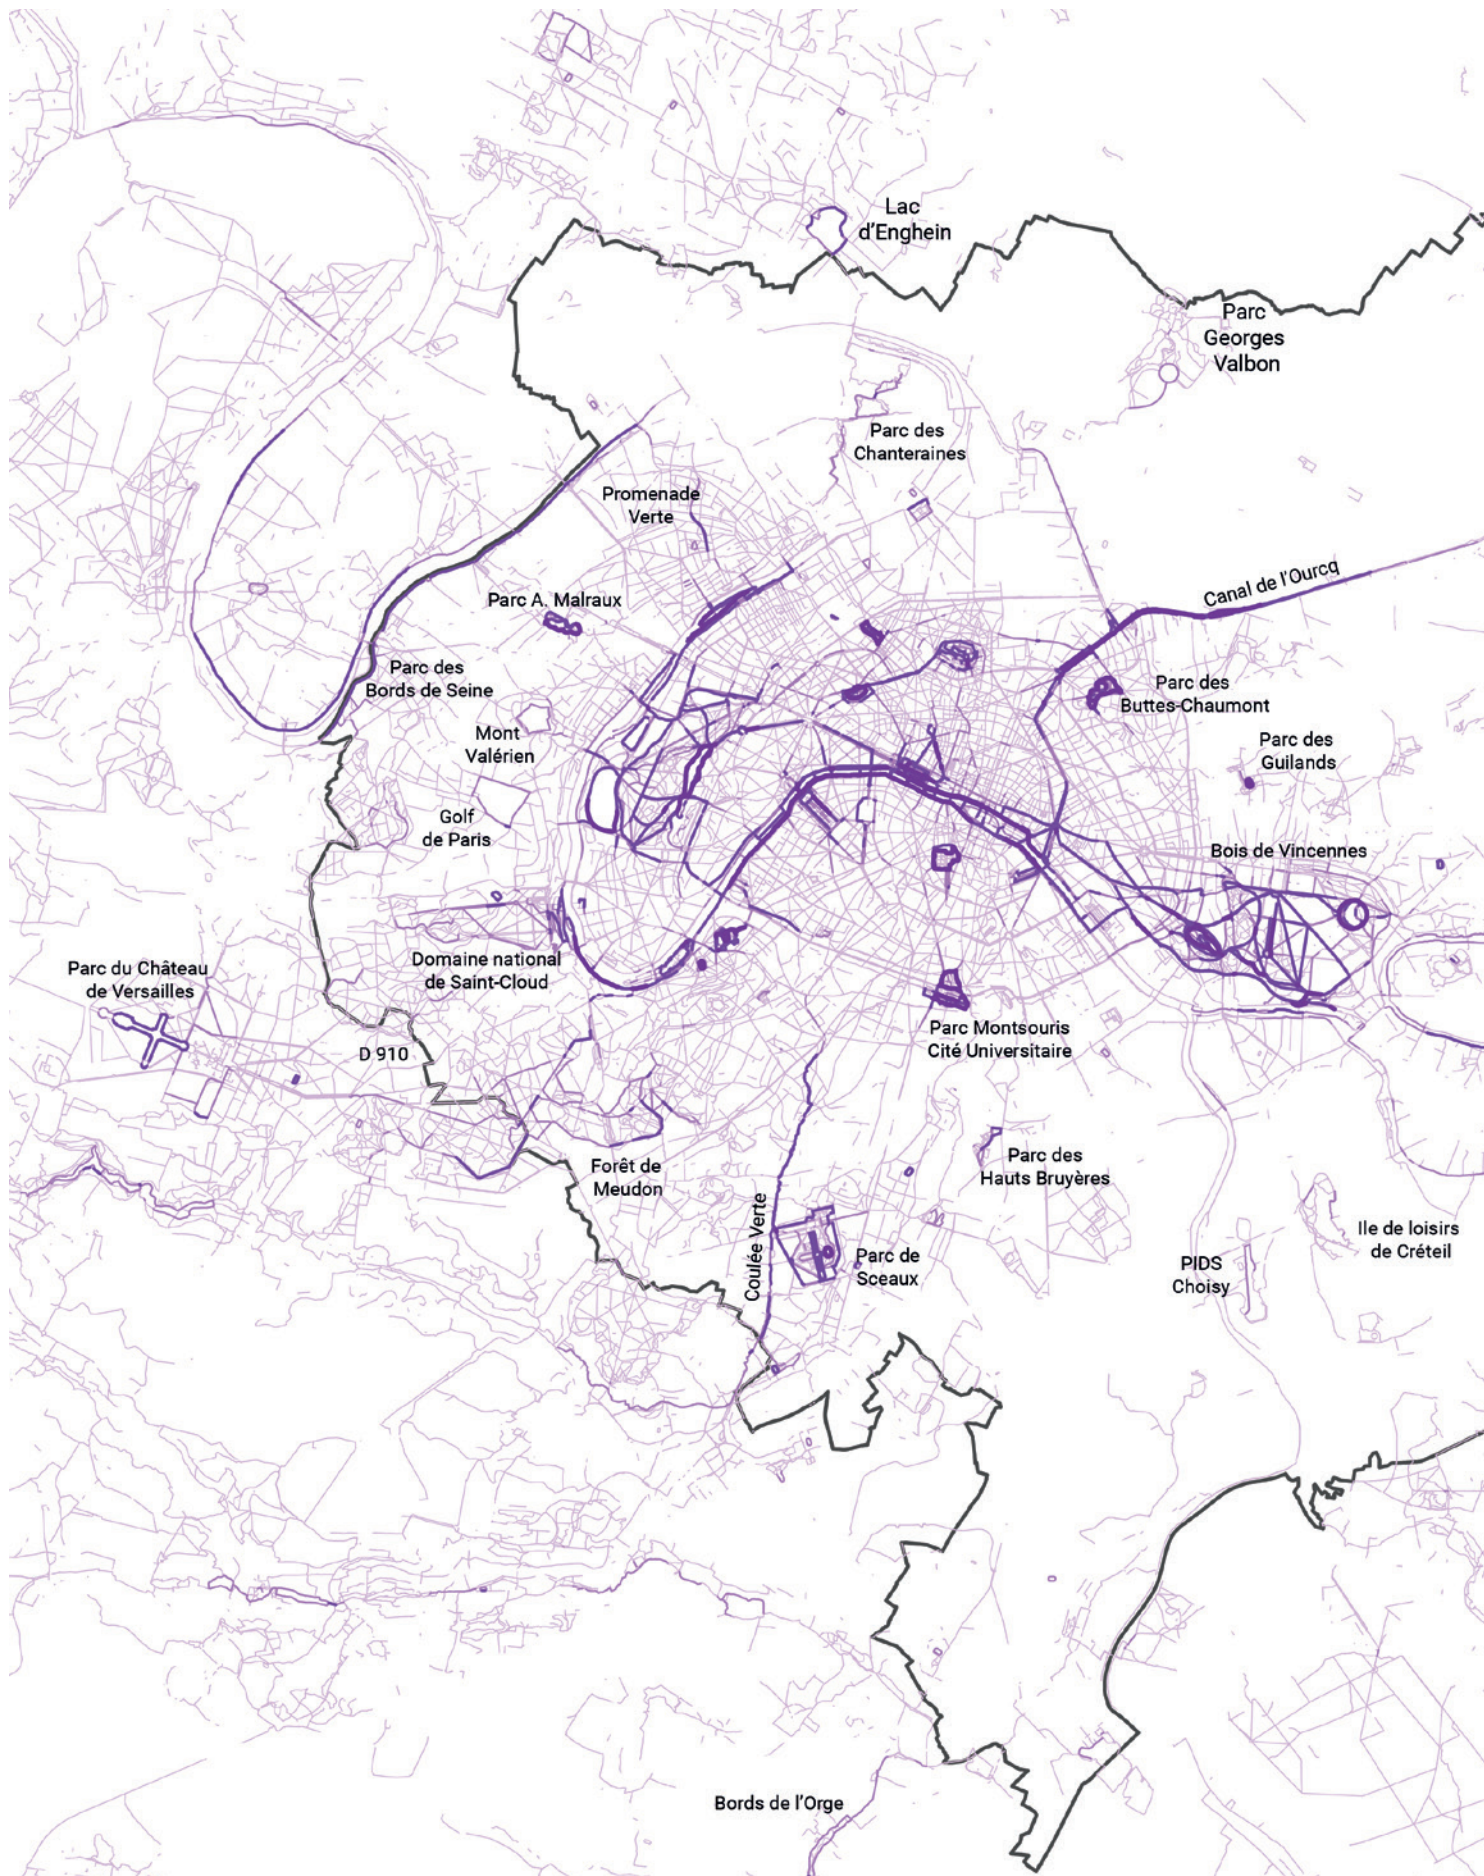 Lac
d'Enghein
Parc
Georges
Valbon
Parc des
Chanteraines
Promenade
Verte
Canal de l'Ourcq
Parc A. Malraux
Parc des
Bords de Seine
Parc des
Buttes-Chaumont
Mont
Valérien
Parc des
Guilands
Golf
de Paris
Bois de Vincennes
Domaine national
de Saint-Cloud
Parc du Château
de Versailles
Parc Montsouris
Cité Universitaire
D 910
Forêt de
Meudon
Parc des
Hauts Bruyères
Coulée Verte
Parc de
Sceaux
PIDS
Choisy
Ile de loisirs
de Créteil
Bords de l'Orge